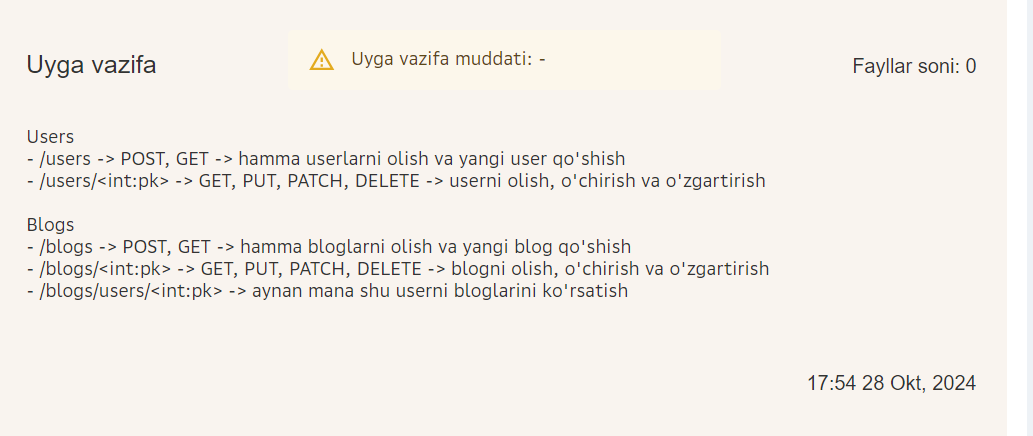 Uyga vazifa
Uyga vazifa muddati: -
Fayllar soni: 0
Users
- /users -> POST, GET -> hamma userlarni olish va yangi user qo'shish
- /users/<int:pk> -> GET, PUT, PATCH, DELETE -> userni olish, o'chirish va o'zgartirish
Blogs
- /blogs -> POST, GET -> hamma bloglarni olish va yangi blog qo'shish
- /blogs/<int:pk> -> GET, PUT, PATCH, DELETE -> blogni olish, o'chirish va o'zgartirish
- /blogs/users/<int:pk> -> aynan mana shu userni bloglarini ko'rsatish
17:54 28 Okt, 2024